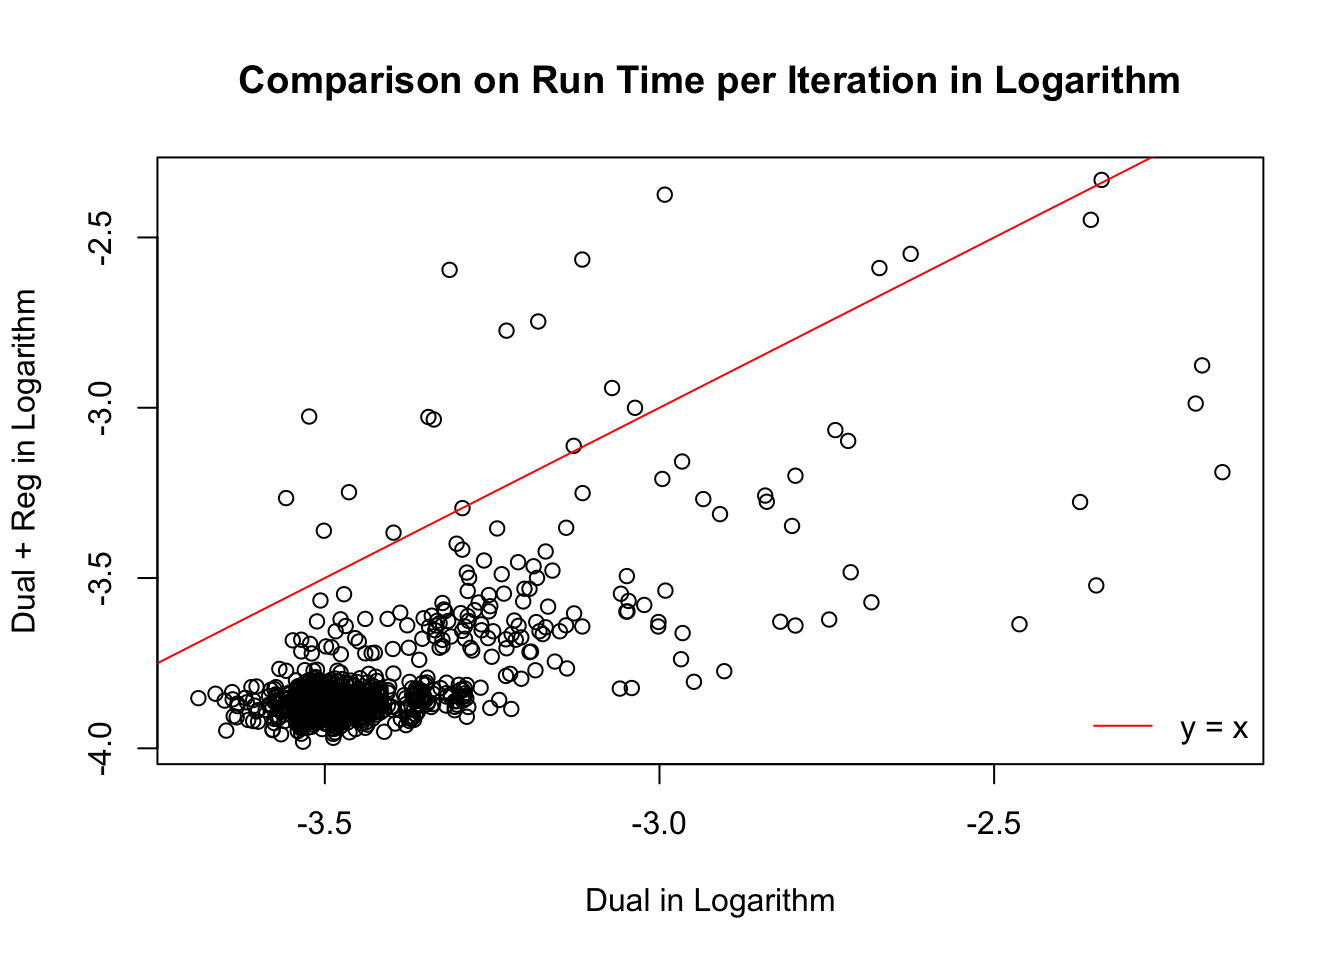 Comparison on Run Time per Iteration in Logarithm
Dual + Reg in Logarithm
-2.5
-3.0
-3.5
-4.0
y = x
-3.5 -3.0 -2.5
Dual in Logarithm